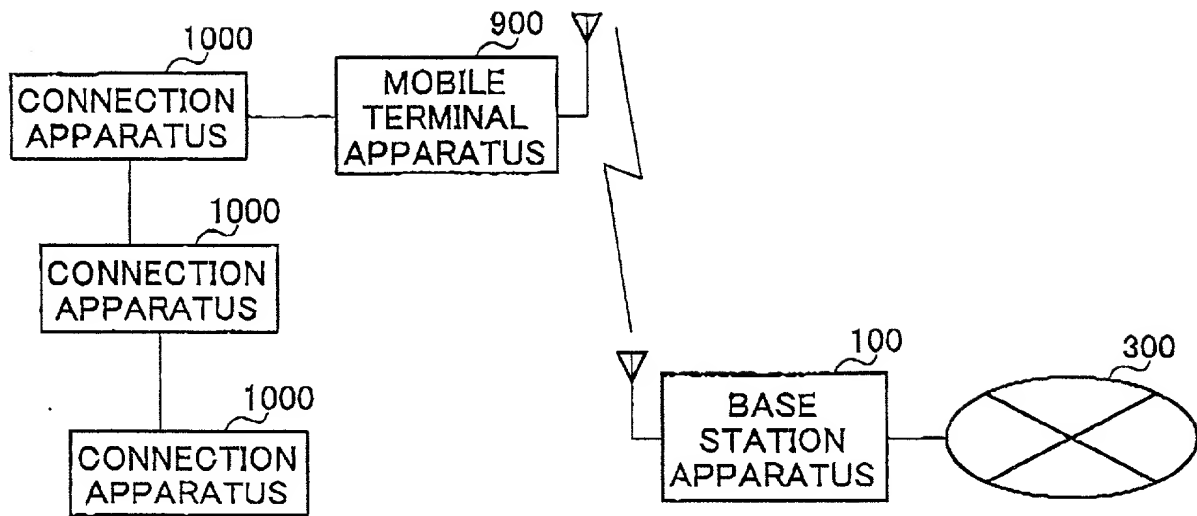 1000
CONNECTION
APPARATUS
900
MOBILE
TERMINAL
APPARATUS
1000
CONNECTION
APPARATUS
1000
CONNECTION
APPARATUS
100
BASE
STATION
APPARATUS
300